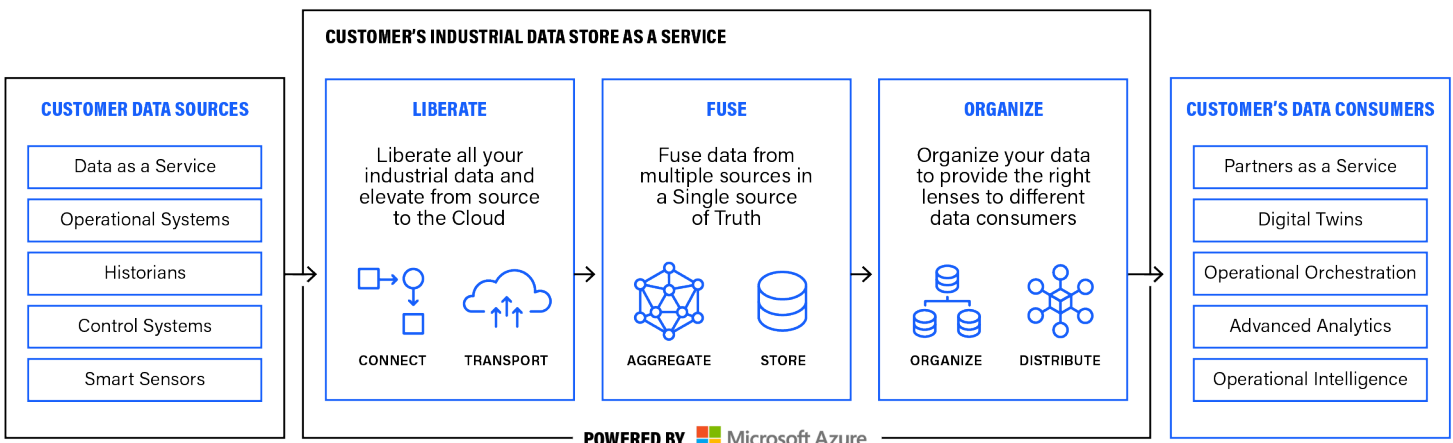 CUSTOMER'S INDUSTRIAL DATA STORE AS A SERVICE
CUSTOMER DATA SOURCES
Data as a Service
Operational Systems
Historians
Control Systems
Smart Sensors
LIBERATE
Liberate all your
industrial data and
elevate from source
to the Cloud
CONNECT
TRANSPORT
FUSE
Fuse data from
multiple sources in
a Single source
of Truth
AGGREGATE
STORE
ORGANIZE
Organize your data
to provide the right
lenses to different
data consumers
ORGANIZE
DISTRIBUTE
CUSTOMER'S DATA CONSUMERS
Partners as a Service
Digital Twins
Operational Orchestration
Advanced Analytics
Operational Intelligence
POWERED BY Microsoft Azure